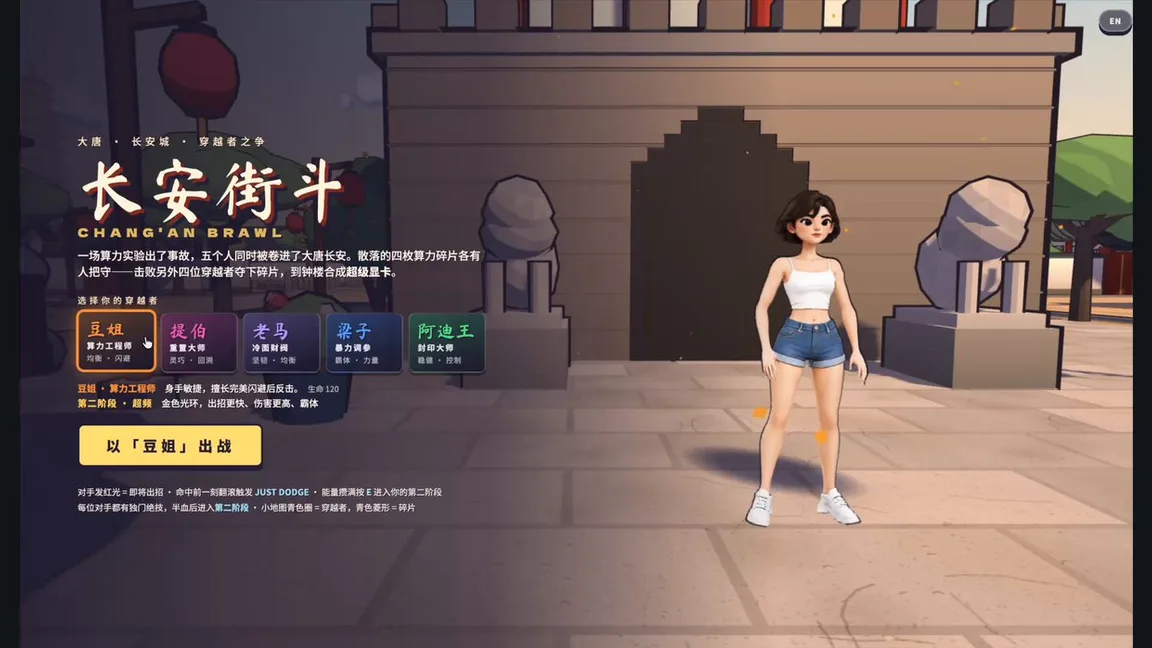 EN
大唐 · 长安城 · 穿越者之争
长安街斗
CHANG'AN BRAWL
一场算力实验出了事故，五个人同时被卷进了大唐长安。散落的四枚算力碎片各有
人把守——击败另外四位穿越者夺下碎片，到钟楼合成超级显卡。
选择你的穿越者
豆姐
算力工程师
均衡 · 闪避
提伯
重置大师
灵巧 · 回溯
老马
冷面财阀
坚韧 · 均衡
梁子
暴力调参
霸体 · 力量
阿迪王
封印大师
稳健 · 控制
豆姐 · 算力工程师 身手敏捷，擅长完美闪避后反击。 生命 120
第二阶段 · 超频 金色光环，出招更快、伤害更高、霸体
以「豆姐」出战
对手发红光 = 即将出招 · 命中前一刻翻滚触发 JUST DODGE · 能量攒满按 E 进入你的第二阶段
每位对手都有独门绝技，半血后进入第二阶段 · 小地图青色圈 = 穿越者，青色菱形 = 碎片